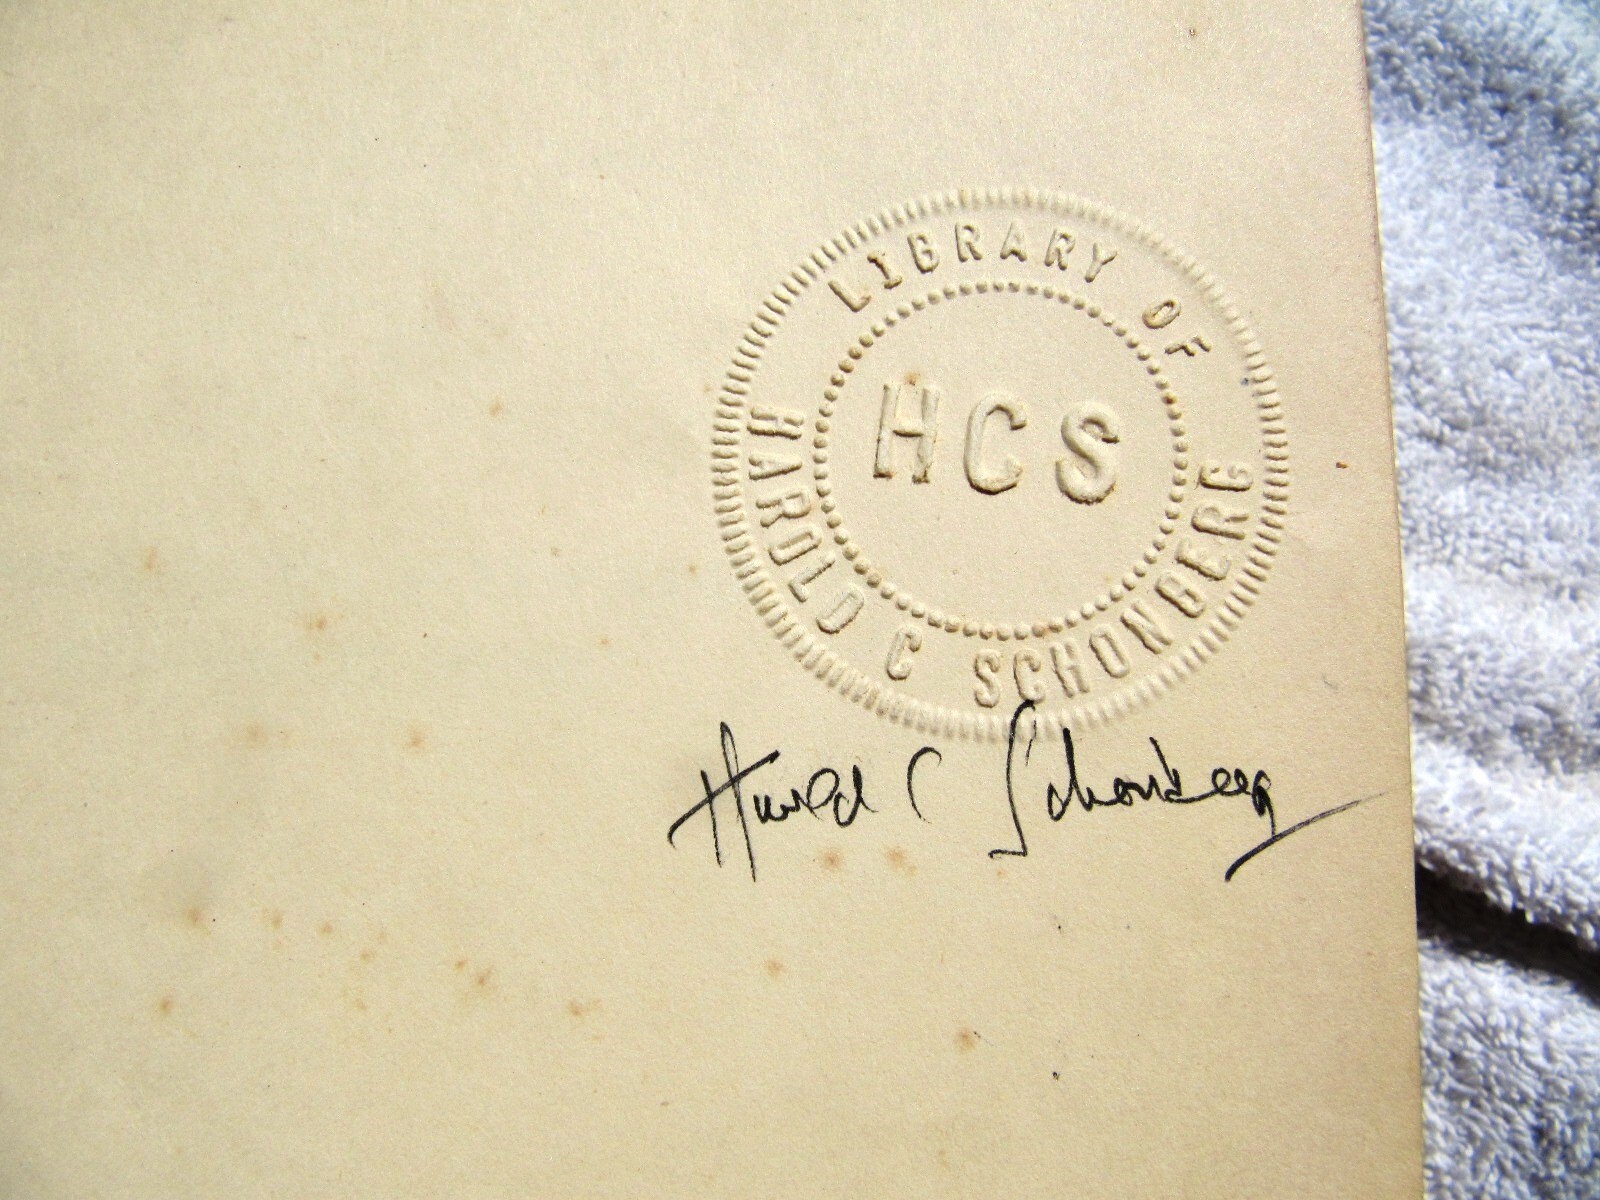 LIBRARY OF
HCS
HAROLD C SCHONBERG
Harold C Schonberg